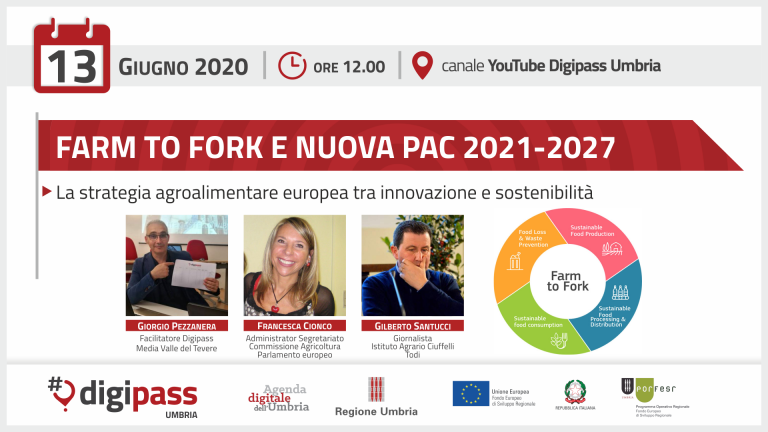 13
GIUGNO 2020
ORE 12.00
canale YouTube Digipass Umbria
FARM TO FORK E NUOVA PAC 2021-2027
La strategia agroalimentare europea tra innovazione e sostenibilità
GIORGIO PEZZANERA
Facilitatore Digipass
Media Valle del Tevere
FRANCESCA CIONCO
Administrator Segretariato
Commissione Agricoltura
Parlamento europeo
GILBERTO SANTUCCI
Giornalista
Istituto Agrario Ciuffelli
Todi
Food Loss
& Waste
Prevention
Sustainable
Food Production
Farm
to Fork
Sustainable
food consumption
Sustainable
Food
Processing &
Distribution
#digipass
UMBRIA
Agenda
digitale
dell'Umbria
Regione Umbria
Unione Europea
Fondo Europeo
di Sviluppo Regionale
REPUBBLICA ITALIANA
por fesr
Programma Operativo Regionale
Fondo Europeo
di Sviluppo Regionale